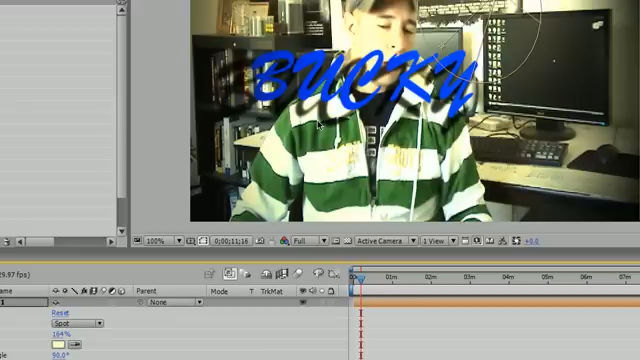 BUCKY
100%
0;00;11;16
Full
Active Camera
1 View
+0.0
29.97 fps)
01m
02m
03m
04m
05m
06m
07m
Parent
Mode
T
TrkMat
1
None
Reset
Spot
164%
90.0°